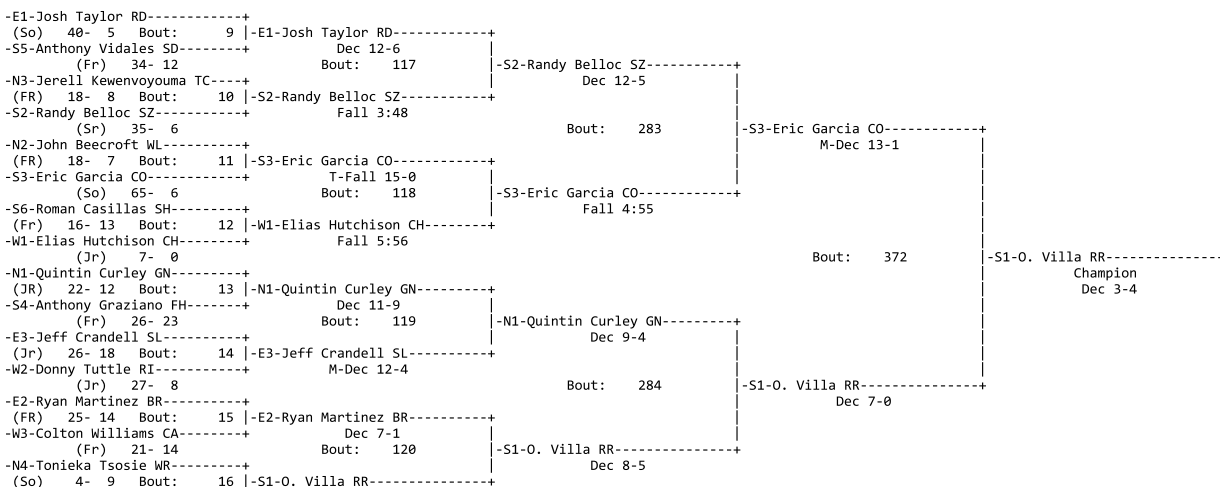 -E1-Josh Taylor RD------------+
(So) 40- 5 Bout: 9 |-E1-Josh Taylor RD------------+
-S5-Anthony Vidales SD--------+ Dec 12-6 |
(Fr) 34- 12 Bout: 117 |-S2-Randy Belloc SZ-----------+
-N3-Jerell Kewenvoyouma TC----+ | Dec 12-5 |
(FR) 18- 8 Bout: 10 |-S2-Randy Belloc SZ-----------+ |
-S2-Randy Belloc SZ-----------+ Fall 3:48 |
(Sr) 35- 6 Bout: 283 |-S3-Eric Garcia CO------------+
-N2-John Beecroft WL----------+ | M-Dec 13-1 |
(FR) 18- 7 Bout: 11 |-S3-Eric Garcia CO------------+ | |
-S3-Eric Garcia CO------------+ T-Fall 15-0 | | |
(So) 65- 6 Bout: 118 |-S3-Eric Garcia CO------------+ |
-S6-Roman Casillas SH---------+ | Fall 4:55 |
(Fr) 16- 13 Bout: 12 |-W1-Elias Hutchison CH--------+ |
-W1-Elias Hutchison CH--------+ Fall 5:56 |
(Jr) 7- 0 Bout: 372 |-S1-O. Villa RR---------------
-N1-Quintin Curley GN---------+ | Champion
(JR) 22- 12 Bout: 13 |-N1-Quintin Curley GN---------+ | Dec 3-4
-S4-Anthony Graziano FH-------+ Dec 11-9 | |
(Fr) 26- 23 Bout: 119 |-N1-Quintin Curley GN---------+ |
-E3-Jeff Crandell SL----------+ | Dec 9-4 | |
(Jr) 26- 18 Bout: 14 |-E3-Jeff Crandell SL----------+ | |
-W2-Donny Tuttle RI-----------+ M-Dec 12-4 | |
(Jr) 27- 8 Bout: 284 |-S1-O. Villa RR---------------+
-E2-Ryan Martinez BR----------+ | Dec 7-0
(FR) 25- 14 Bout: 15 |-E2-Ryan Martinez BR----------+ |
-W3-Colton Williams CA--------+ Dec 7-1 | |
(Fr) 21- 14 Bout: 120 |-S1-O. Villa RR---------------+
-N4-Tonieka Tsosie WR---------+ | Dec 8-5
(So) 4- 9 Bout: 16 |-S1-O. Villa RR---------------+